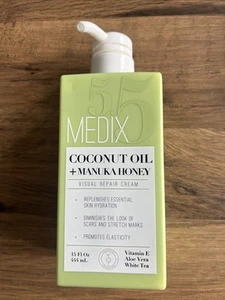 5.5
MEDIX
COCONUT OIL
+ MANUKA HONEY
VISUAL REPAIR CREAM
• REPLENISHES ESSENTIAL
SKIN HYDRATION
• DIMINISHES THE LOOK OF
SCARS AND STRETCH MARKS
• PROMOTES ELASTICITY
15 Fl Oz
444 mL.
Vitamin E
Aloe Vera
White Tea